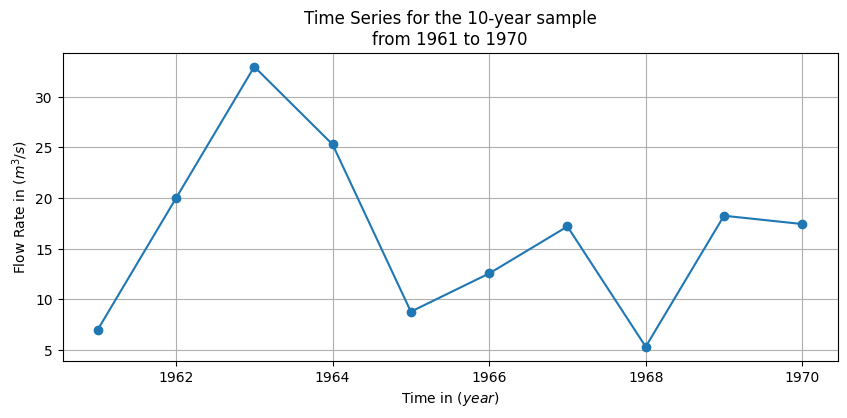 Time Series for the 10-year sample
from 1961 to 1970
Flow Rate in (m³/s)
30
25
20
15
10
5
1962 1964 1966 1968 1970
Time in (year)